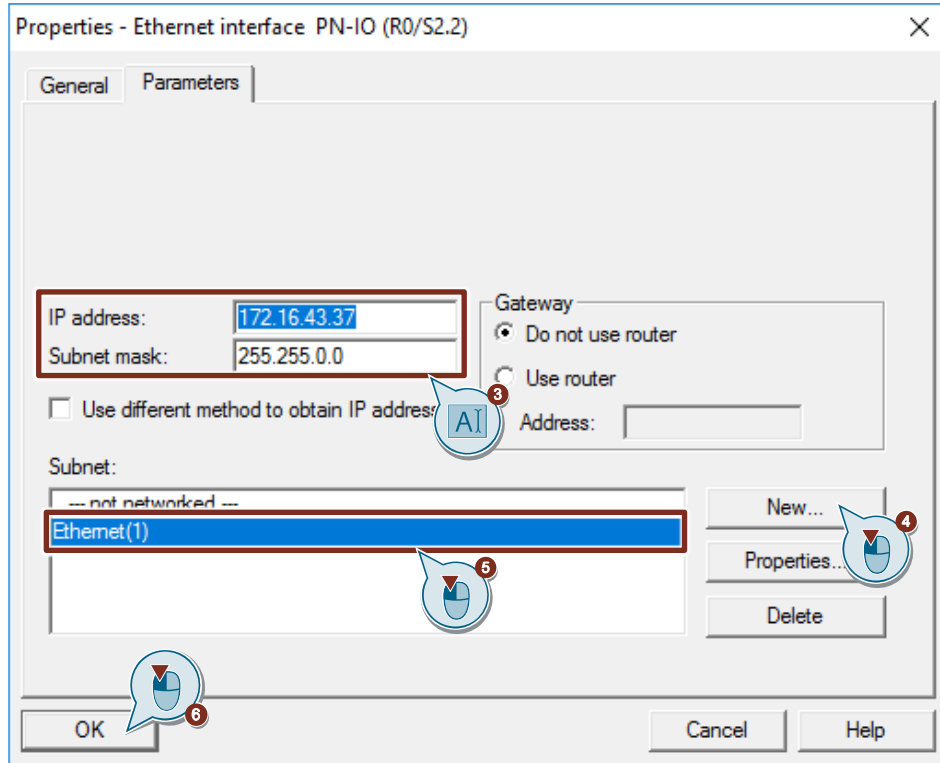 Properties - Ethernet interface PN-IO (R0/S2.2)
General Parameters
IP address: 172.16.43.37
Subnet mask: 255.255.0.0
Use different method to obtain IP address
Gateway
Do not use router
Use router
Address:
3
A
Subnet:
--- not networked ---
Ethernet(1)
5
New...
4
Properties...
Delete
6
OK Cancel Help